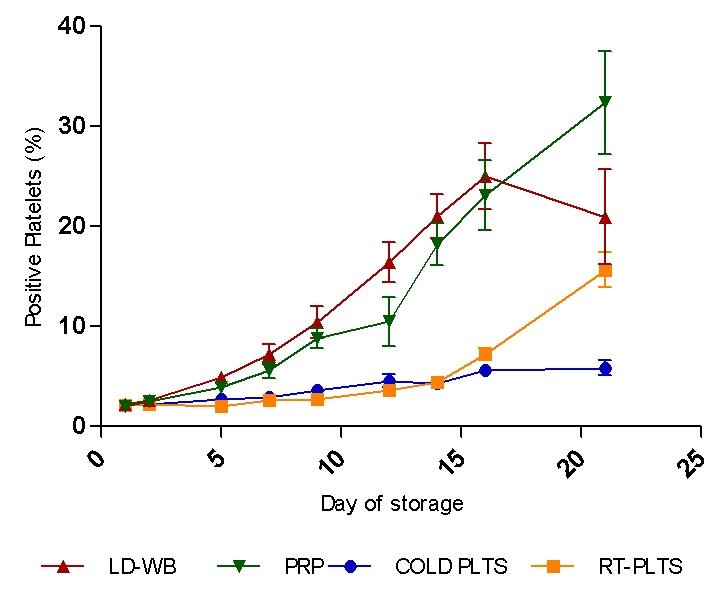 40
30
20
10
0
Positive Platelets (%)
0 5 10 15 20 25
Day of storage
LD-WB PRP COLD PLTS RT-PLTS